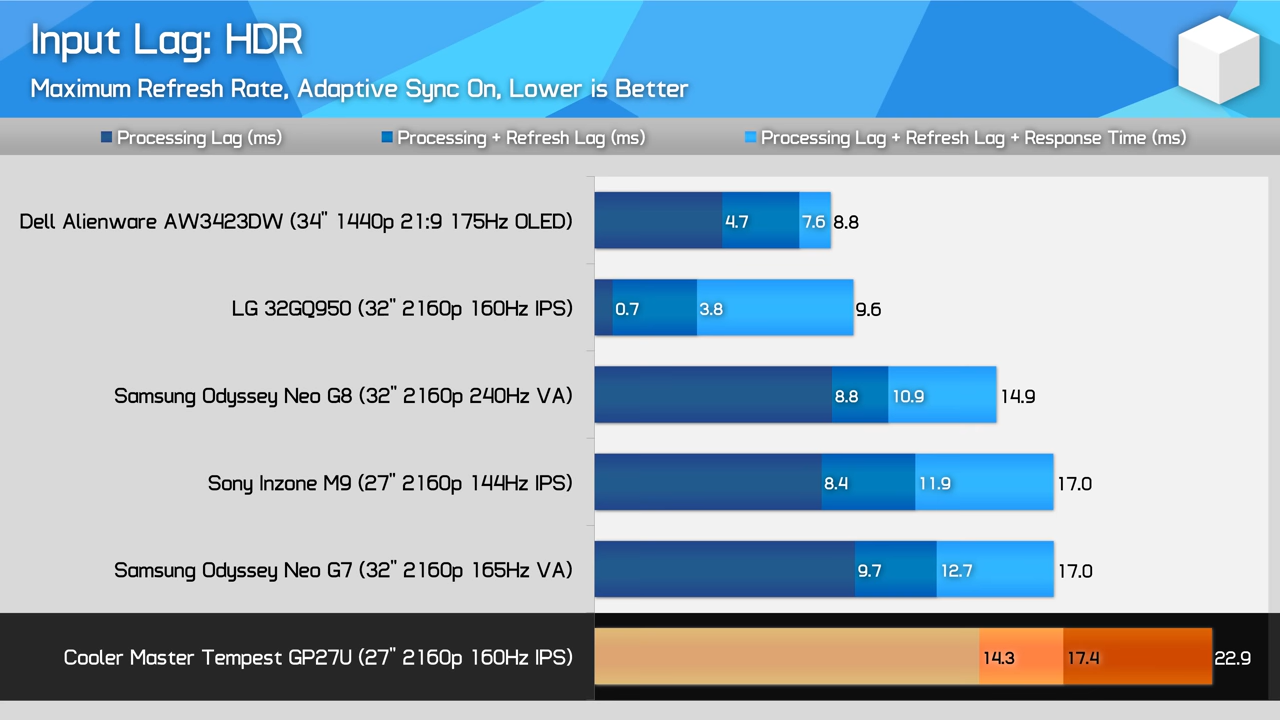 Input Lag: HDR
Maximum Refresh Rate, Adaptive Sync On, Lower is Better
Processing Lag (ms) Processing + Refresh Lag (ms) Processing Lag + Refresh Lag + Response Time (ms)
Dell Alienware AW3423DW (34" 1440p 21:9 175Hz OLED) 4.7 7.6 8.8
LG 32GQ950 (32" 2160p 160Hz IPS) 0.7 3.8 9.6
Samsung Odyssey Neo G8 (32" 2160p 240Hz VA) 8.8 10.9 14.9
Sony Inzone M9 (27" 2160p 144Hz IPS) 8.4 11.9 17.0
Samsung Odyssey Neo G7 (32" 2160p 165Hz VA) 9.7 12.7 17.0
Cooler Master Tempest GP27U (27" 2160p 160Hz IPS) 14.3 17.4 22.9